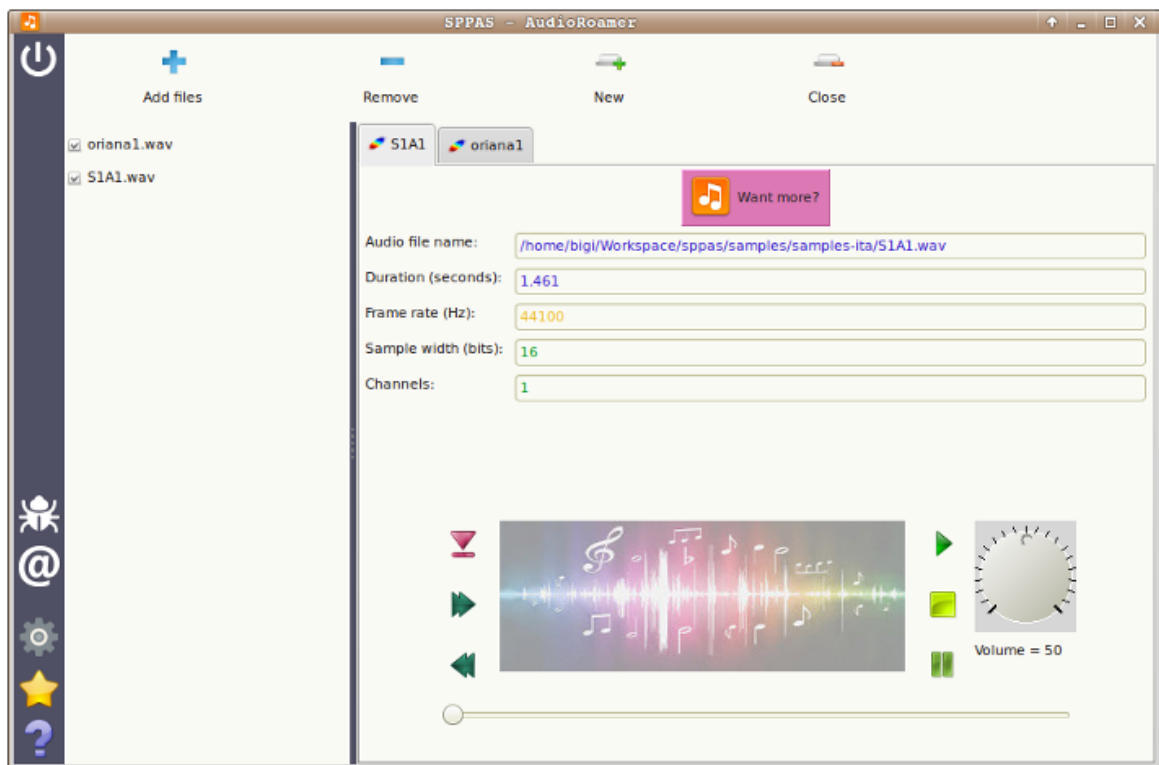 SPPAS - AudioRoamer
Add files
Remove
New
Close
oriana1.wav
S1A1.wav
S1A1
oriana1
Want more?
Audio file name: /home/bigi/Workspace/sppas/samples/samples-ita/S1A1.wav
Duration (seconds): 1.461
Frame rate (Hz): 44100
Sample width (bits): 16
Channels: 1
@
Volume = 50
?